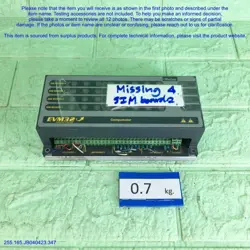 Please note that the item you will receive is as shown in the first photo and described under the
item name. Testing accessories are not included. To help you make an informed decision,
please take a moment to review all 12 photos. There may be scratches or signs of partial
damage. If the photos or item name are unclear or confusing, please reach out to us for clarification.
This item is sourced from surplus products. For complete technical information, please visit the product website.
Missing 4
SIM boards
EVM32-
0.7 kg.
255.165.JB040423.347